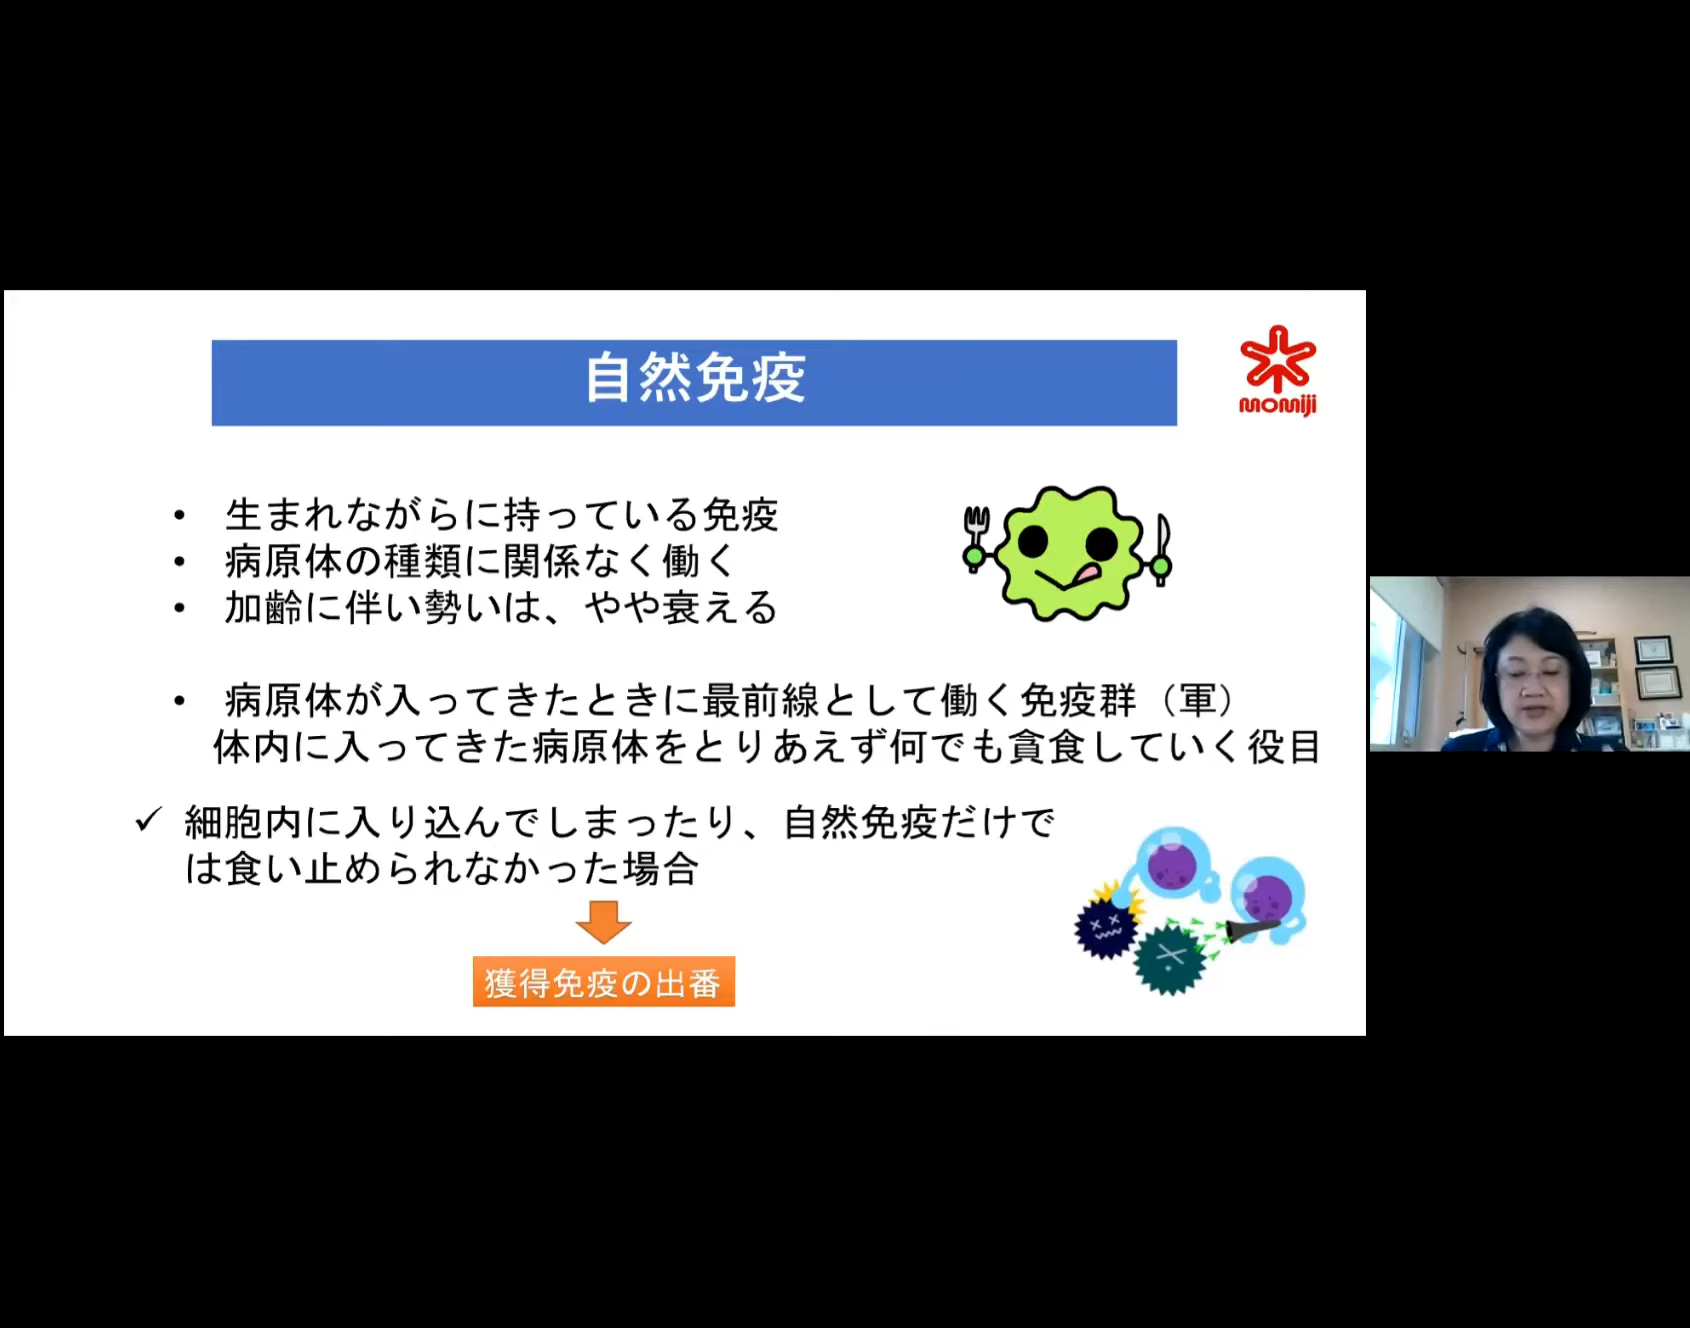 自然免疫
MOMIJI
• 生まれながらに持っている免疫
• 病原体の種類に関係なく働く
• 加齢に伴い勢いは、やや衰える
• 病原体が入ってきたときに最前線として働く免疫群（軍）
体内に入ってきた病原体をとりあえず何でも貪食していく役目
✓ 細胞内に入り込んでしまったり、自然免疫だけで
は食い止められなかった場合
獲得免疫の出番